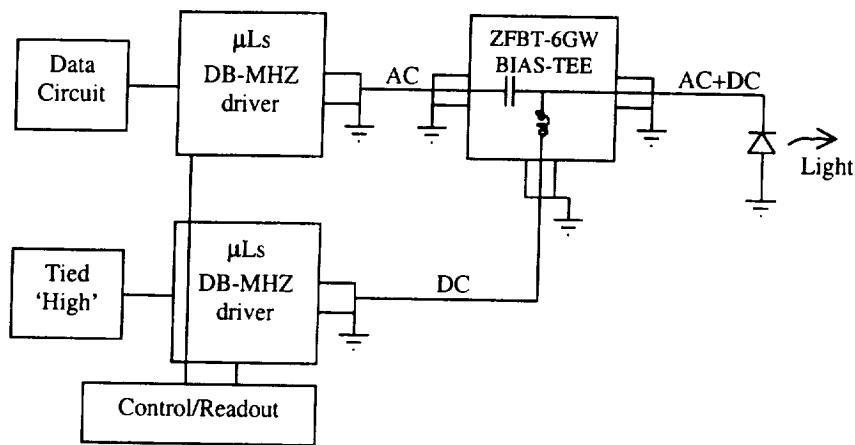 Data
Circuit
μLs
DB-MHZ
driver
AC
ZFBT-6GW
BIAS-TEE
AC+DC
Light
Tied
'High'
μLs
DB-MHZ
driver
DC
Control/Readout